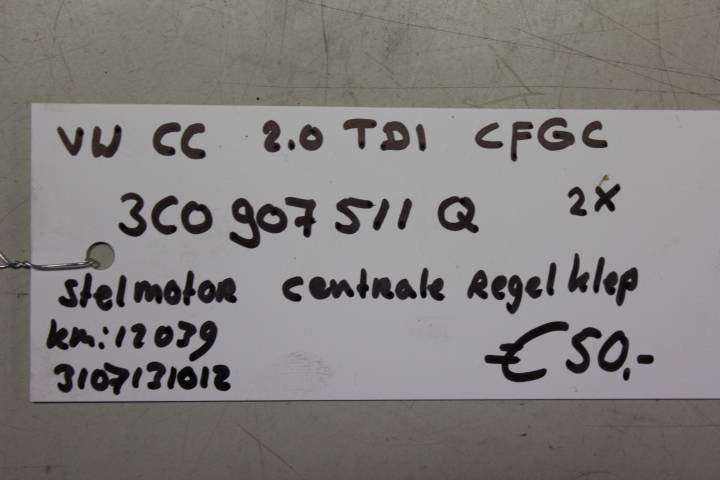 VW CC 2.0 TDI CFGC
3C0 907 511 Q 2X
stelmotor centrale Regelklep
km: 12039
€50,-
3107131012